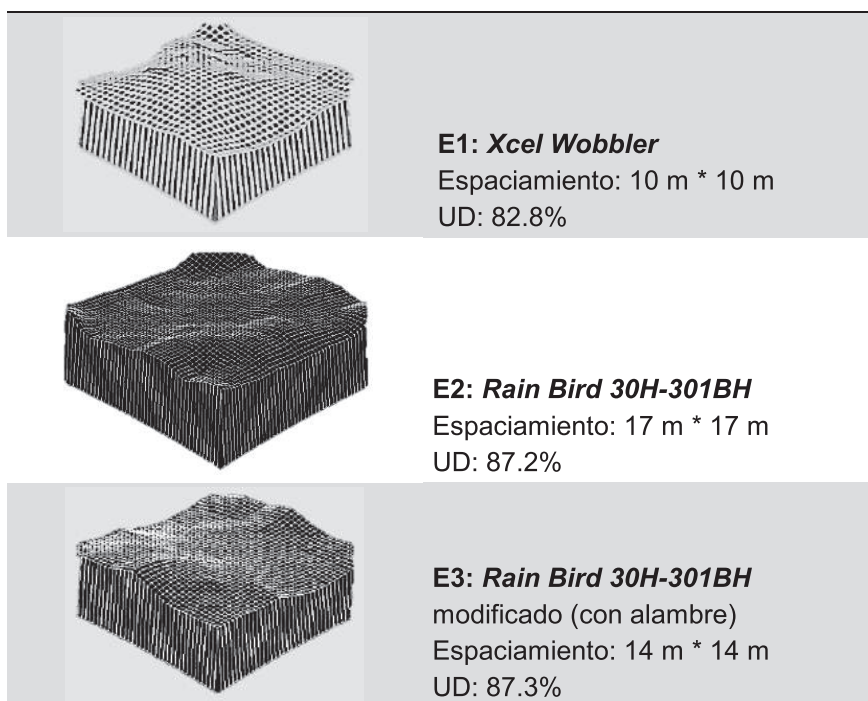 E1: Xcel Wobbler
Espaciamiento: 10 m * 10 m
UD: 82.8%
E2: Rain Bird 30H-301BH
Espaciamiento: 17 m * 17 m
UD: 87.2%
E3: Rain Bird 30H-301BH
modificado (con alambre)
Espaciamiento: 14 m * 14 m
UD: 87.3%